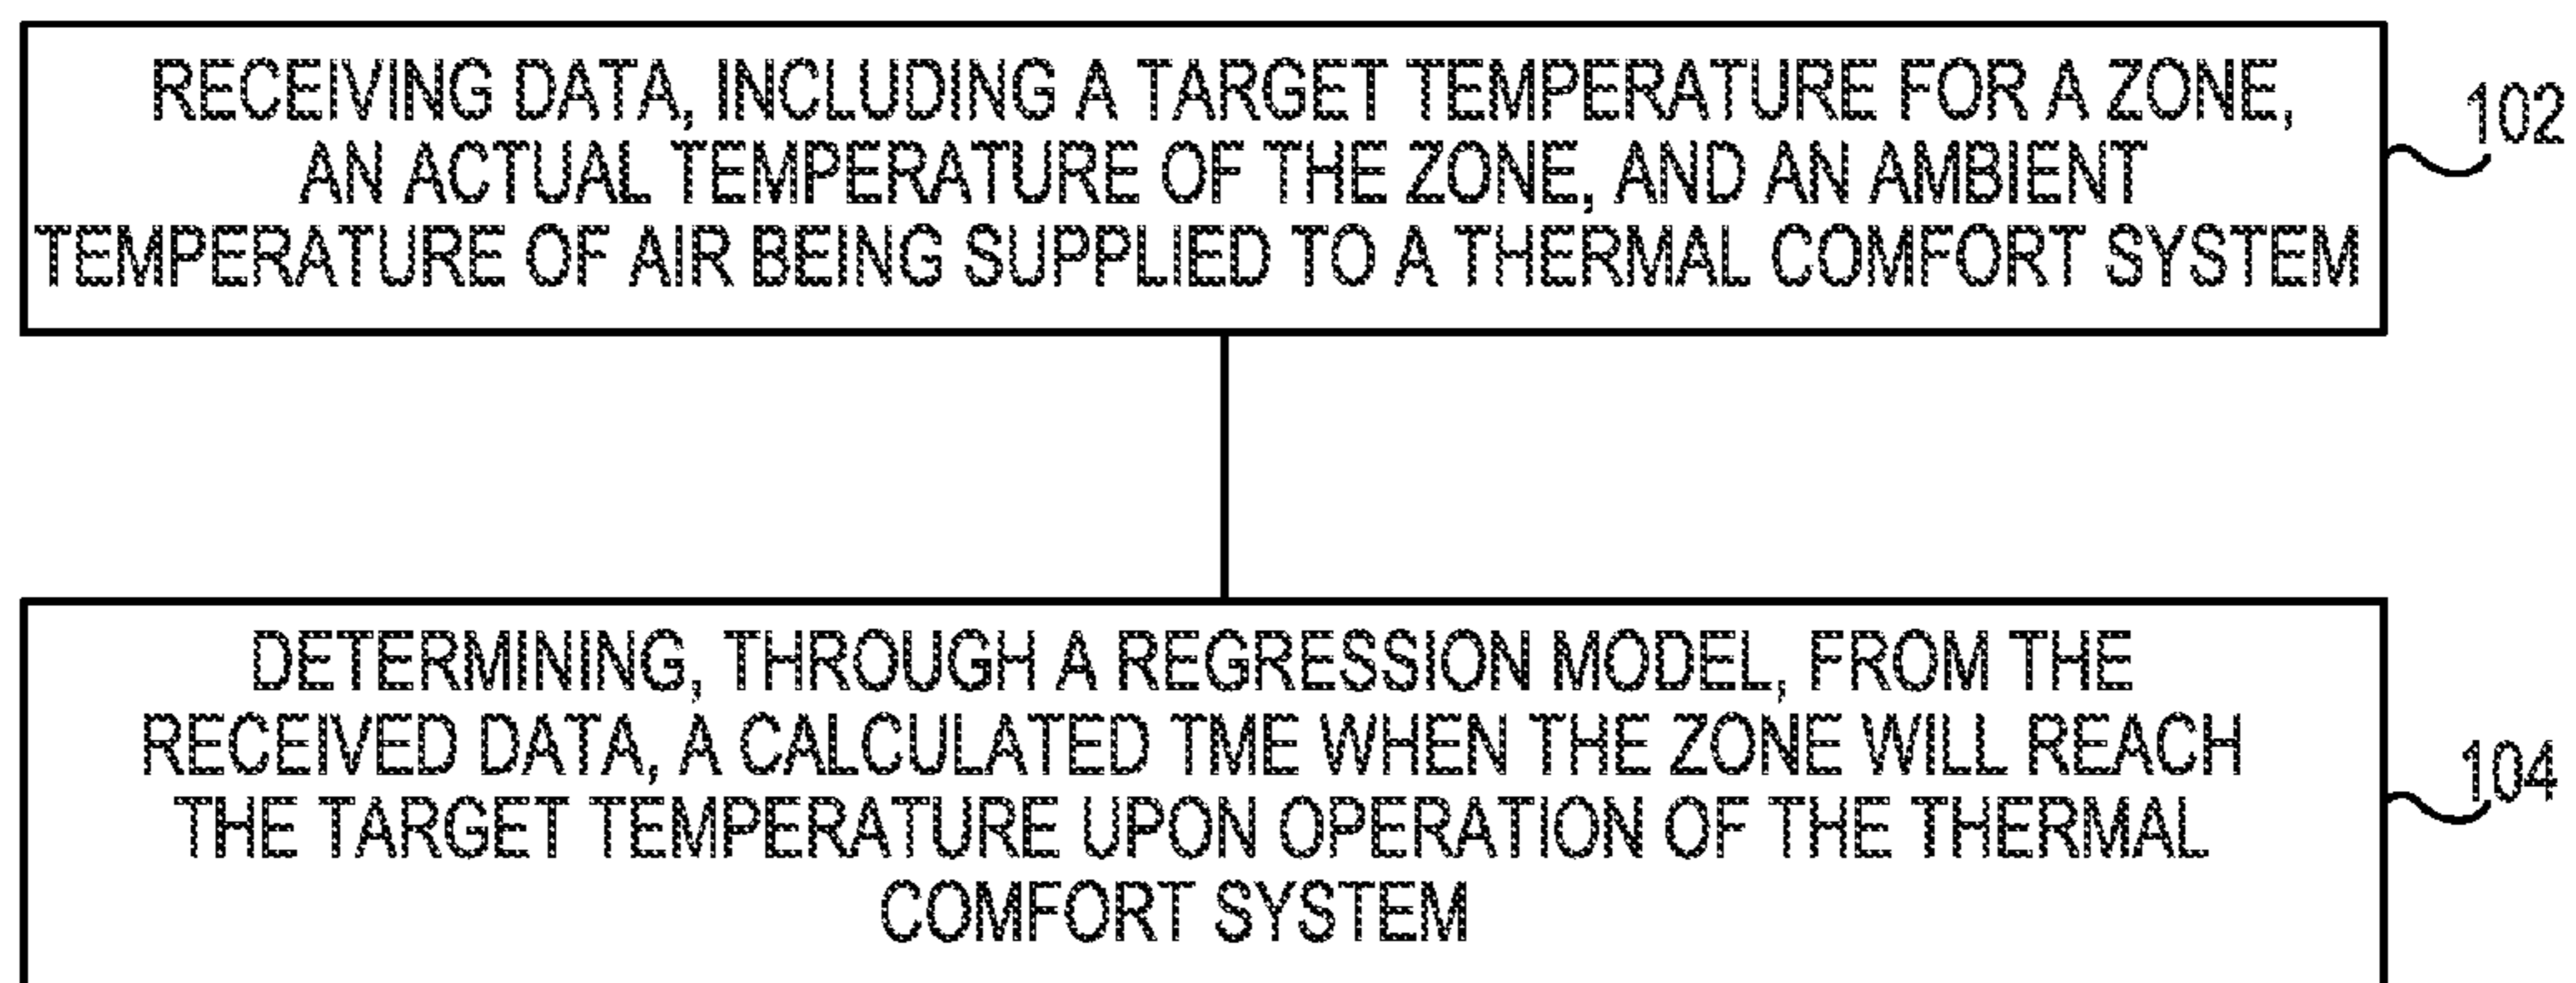 RECEIVING DATA, INCLUDING A TARGET TEMPERATURE FOR A ZONE,
AN ACTUAL TEMPERATURE OF THE ZONE, AND AN AMBIENT
TEMPERATURE OF AIR BEING SUPPLIED TO A THERMAL COMFORT SYSTEM
102
DETERMINING, THROUGH A REGRESSION MODEL, FROM THE
RECEIVED DATA, A CALCULATED TME WHEN THE ZONE WILL REACH
THE TARGET TEMPERATURE UPON OPERATION OF THE THERMAL
COMFORT SYSTEM
104